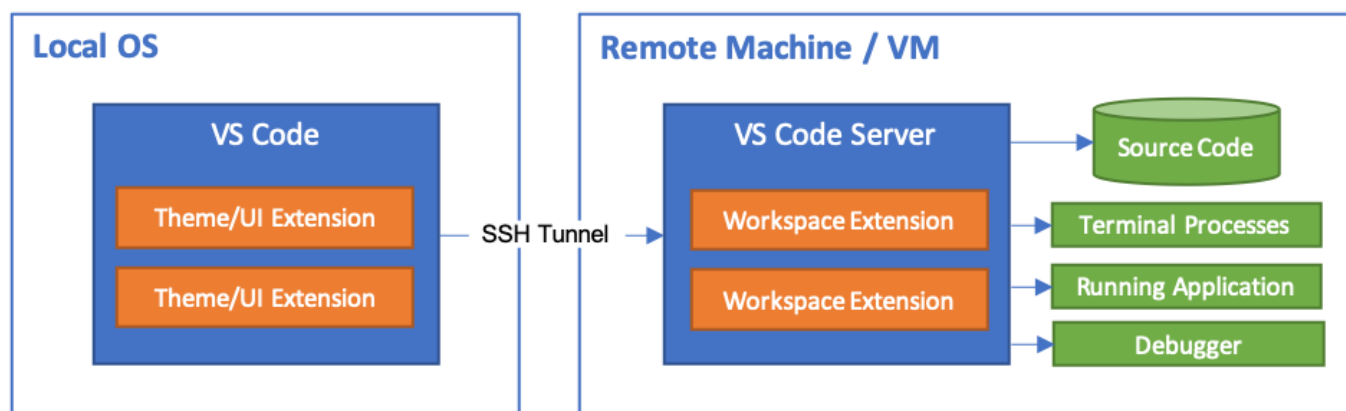 Local OS
VS Code
Theme/UI Extension
Theme/UI Extension
SSH Tunnel
Remote Machine / VM
VS Code Server
Workspace Extension
Workspace Extension
Source Code
Terminal Processes
Running Application
Debugger